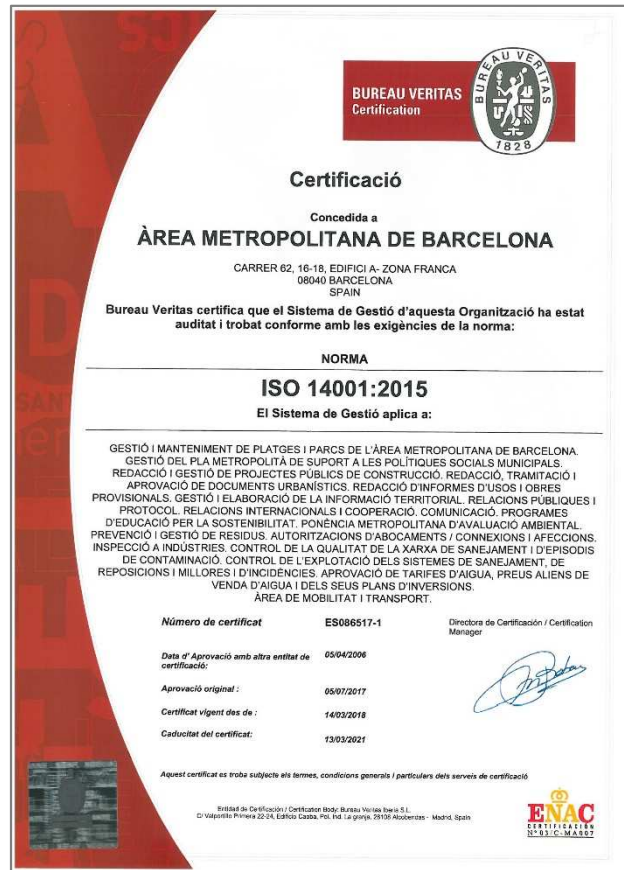 BUREAU VERITAS
Certification
BUREAU VERITAS
1828
Certificació
Concedida a
ÀREA METROPOLITANA DE BARCELONA
CARRER 62, 16-18, EDIFICI A- ZONA FRANCA
08040 BARCELONA
SPAIN
Bureau Veritas certifica que el Sistema de Gestió d'aquesta Organització ha estat
auditat i trobat conforme amb les exigències de la norma:
NORMA
ISO 14001:2015
El Sistema de Gestió aplica a:
GESTIÓ I MANTENIMENT DE PLATGES I PARCS DE L'ÀREA METROPOLITANA DE BARCELONA.
GESTIÓ DEL PLA METROPOLITÀ DE SUPORT A LES POLÍTIQUES SOCIALS MUNICIPALS.
REDACCIÓ I GESTIÓ DE PROJECTES PÚBLICS DE CONSTRUCCIÓ. REDACCIÓ, TRAMITACIÓ I
APROVACIÓ DE DOCUMENTS URBANÍSTICS. REDACCIÓ D'INFORMES D'USOS I OBRES
PROVISIONALS. GESTIÓ I ELABORACIÓ DE LA INFORMACIÓ TERRITORIAL. RELACIONS PÚBLIQUES I
PROTOCOL. RELACIONS INTERNACIONALS I COOPERACIÓ. COMUNICACIÓ. PROGRAMES
D'EDUCACIÓ PER LA SOSTENIBILITAT. PONÈNCIA METROPOLITANA D'AVALUACIÓ AMBIENTAL.
PREVENCIÓ I GESTIÓ DE RESIDUS. AUTORITZACIONS D'ABOCAMENTS / CONNEXIONS I AFECCIONS.
INSPECCIÓ A INDÚSTRIES. CONTROL DE LA QUALITAT DE LA XARXA DE SANEJAMENT I D'EPISODIS
DE CONTAMINACIÓ. CONTROL DE L'EXPLOTACIÓ DELS SISTEMES DE SANEJAMENT, DE
REPOSICIONS I MILLORES I D'INCIDÈNCIES. APROVACIÓ DE TARIFES D'AIGUA, PREUS ALIENS DE
VENDA D'AIGUA I DELS SEUS PLANS D'INVERSIONS.
ÀREA DE MOBILITAT I TRANSPORT.
Número de certificat ES086517-1 Directora de Certificación / Certification
Manager
Data d' Aprovació amb altra entitat de 05/04/2006
certificació:
Aprovació original : 05/07/2017
Certificat vigent des de : 14/03/2018
Caducitat del certificat: 13/03/2021
Aquest certificat es troba subjecte als termes, condicions generals i particulars dels serveis de certificació
Entidad de Certificación / Certification Body: Bureau Veritas Iberia S.L.
C/ Valportillo Primera 22-24, Edificio Caoba, Pol. Ind. La granja, 28108 Alcobendas - Madrid, Spain
ENAC
CERTIFICACIÓN
Nº 03/C-MA007